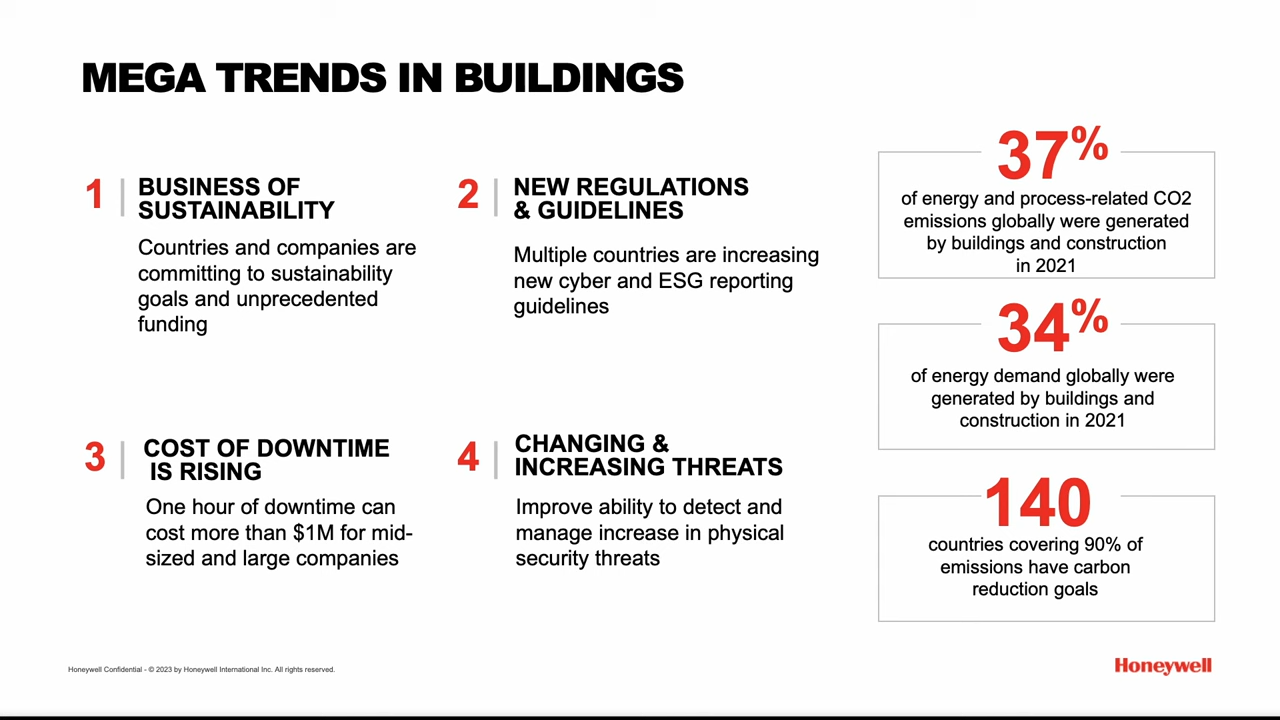 MEGA TRENDS IN BUILDINGS
1
BUSINESS OF
SUSTAINABILITY
Countries and companies are
committing to sustainability
goals and unprecedented
funding
2
NEW REGULATIONS
& GUIDELINES
Multiple countries are increasing
new cyber and ESG reporting
guidelines
3
COST OF DOWNTIME
IS RISING
One hour of downtime can
cost more than $1M for mid-
sized and large companies
4
CHANGING &
INCREASING THREATS
Improve ability to detect and
manage increase in physical
security threats
37%
of energy and process-related CO2
emissions globally were generated
by buildings and construction
in 2021
34%
of energy demand globally were
generated by buildings and
construction in 2021
140
countries covering 90% of
emissions have carbon
reduction goals
Honeywell Confidential - © 2023 by Honeywell International Inc. All rights reserved.
Honeywell